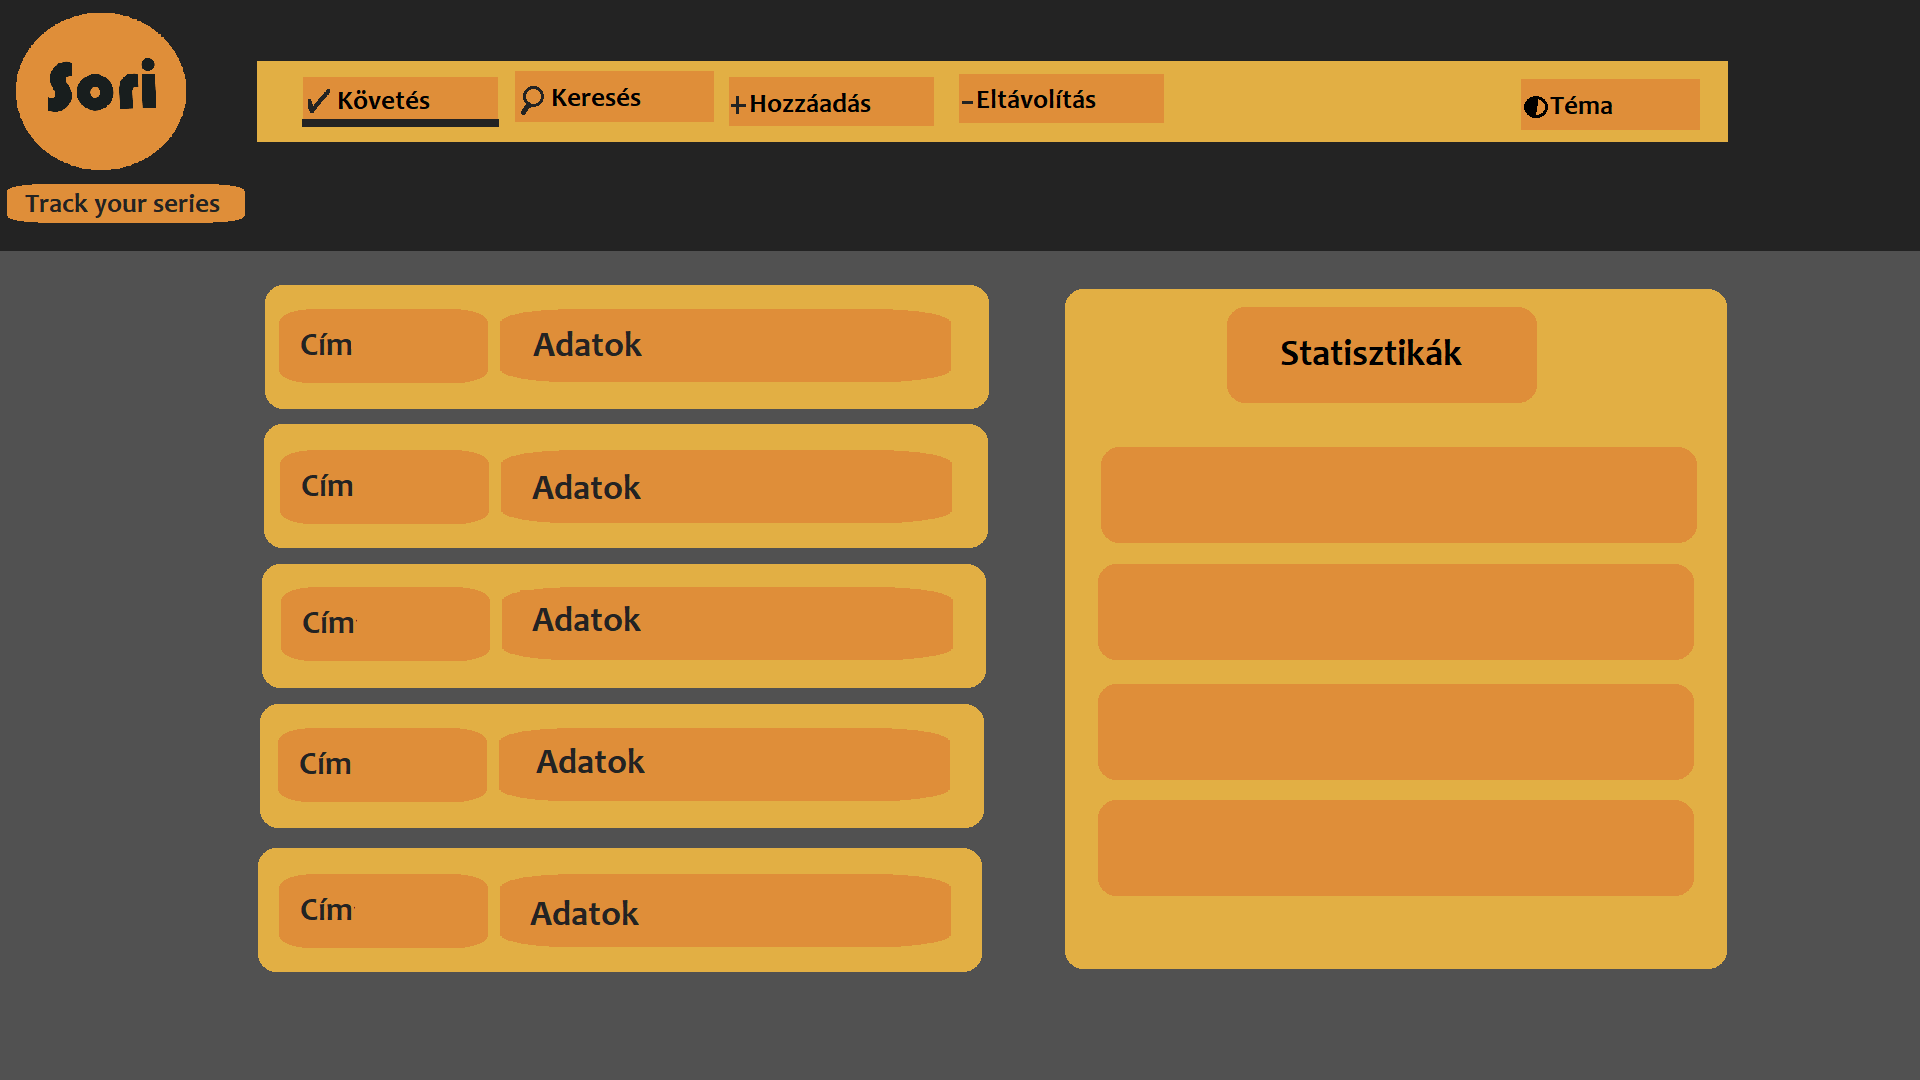 Sori
Track your series
Követés
Keresés
+Hozzáadás
-Eltávolítás
Téma
Cím
Adatok
Cím
Adatok
Cím
Adatok
Cím
Adatok
Cím
Adatok
Statisztikák